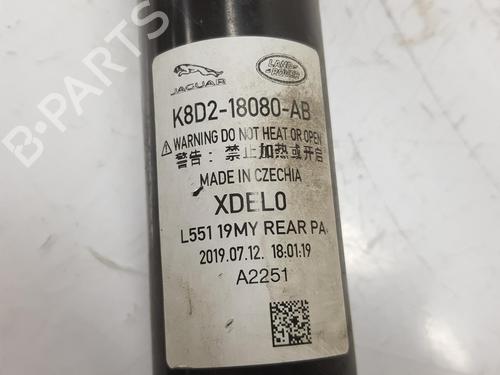 JAGUAR
LAND ROVER
K8D2-18080-AB
WARNING DO NOT HEAT OR OPEN
警告: 禁止加热或开启
MADE IN CZECHIA
XDEL0
L551 19MY REAR PA
2019.07.12. 18:01:19
A2251
B-PARTS